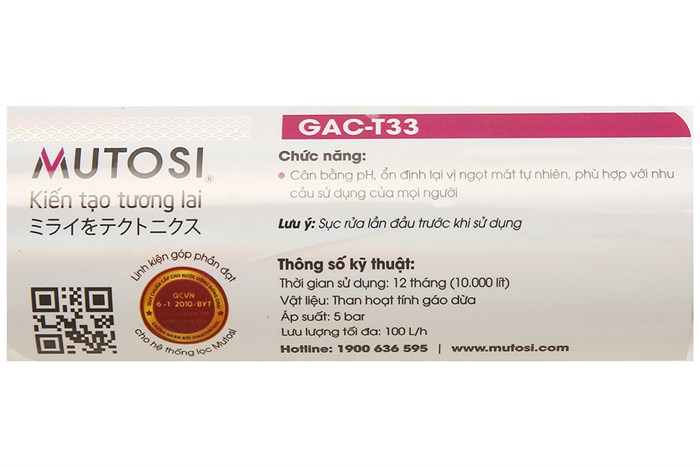 MUTOSI®
Kiến tạo tương lai
ミライをテクトニクス
Linh kiện góp phần đạt
QCVN
6-1: 2010/BYT
cho hệ thống lọc Mutosi
GAC-T33
Chức năng:
Cân bằng pH, ổn định lại vị ngọt mát tự nhiên, phù hợp với nhu
cầu sử dụng của mọi người
Lưu ý: Sục rửa lần đầu trước khi sử dụng
Thông số kỹ thuật:
Thời gian sử dụng: 12 tháng (10.000 lít)
Vật liệu: Than hoạt tính gáo dừa
Áp suất: 5 bar
Lưu lượng tối đa: 100 L/h
Hotline: 1900 636 595 | www.mutosi.com